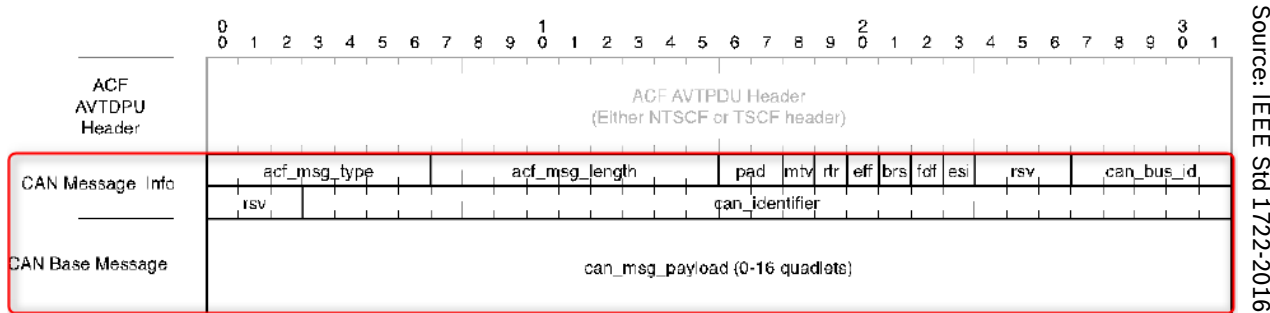 0 1 2 3
0 1 2 3 4 5 6 7 8 9 0 1 2 3 4 5 6 7 8 9 0 1 2 3 4 5 6 7 8 9 0 1
ACF
AVTDPU
Header
ACF AVTPDU Header
(Either NTSCF or TSCF header)
CAN Message Info
acf_msg_type acf_msg_length pad mtv rtr eff brs fdf esi rsv can_bus_id
rsv can_identifier
CAN Base Message
can_msg_payload (0-16 quadlets)
Source: IEEE Std 1722-2016